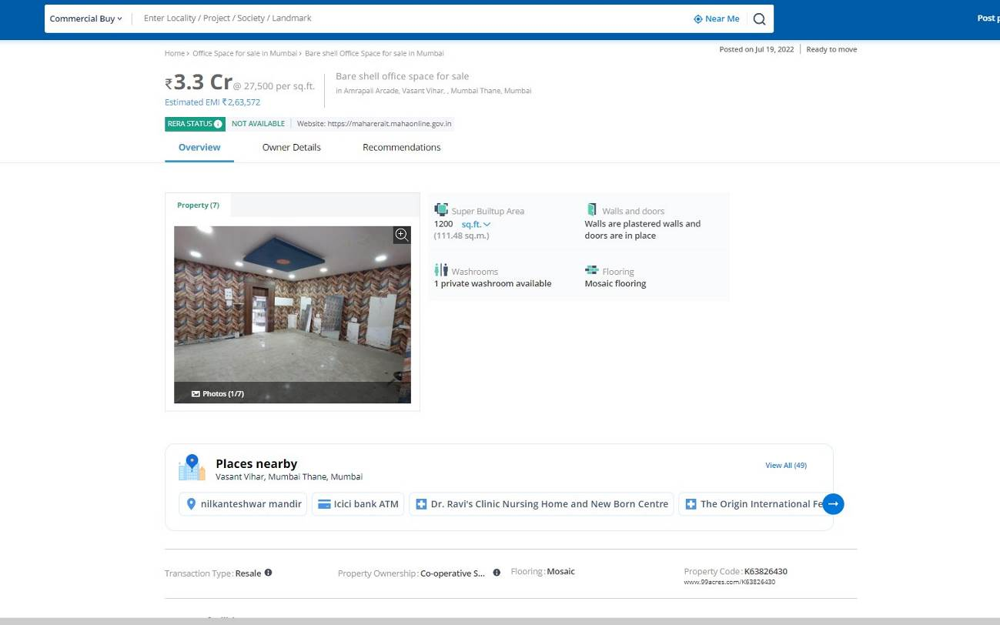 Commercial Buy
Enter Locality / Project / Society / Landmark
Near Me
Post
Home › Office Space for sale in Mumbai › Bare shell Office Space for sale in Mumbai
Posted on Jul 19, 2022 | Ready to move
₹3.3 Cr @ 27,500 per sq.ft.
Estimated EMI ₹2,63,572
Bare shell office space for sale
in Amrapali Arcade, Vasant Vihar, , Mumbai Thane, Mumbai
RERA STATUS NOT AVAILABLE Website: https://maharerait.mahaonline.gov.in
Overview Owner Details Recommendations
Property (7)
Photos (1/7)
Super Builtup Area
1200 sq.ft.
(111.48 sq.m.)
Walls and doors
Walls are plastered walls and
doors are in place
Washrooms
1 private washroom available
Flooring
Mosaic flooring
Places nearby
Vasant Vihar, Mumbai Thane, Mumbai
View All (49)
nilkanteshwar mandir
Icici bank ATM
Dr. Ravi's Clinic Nursing Home and New Born Centre
The Origin International Fe
Transaction Type : Resale
Property Ownership : Co-operative S...
Flooring : Mosaic
Property Code : K63826430
www.99acres.com/K63826430